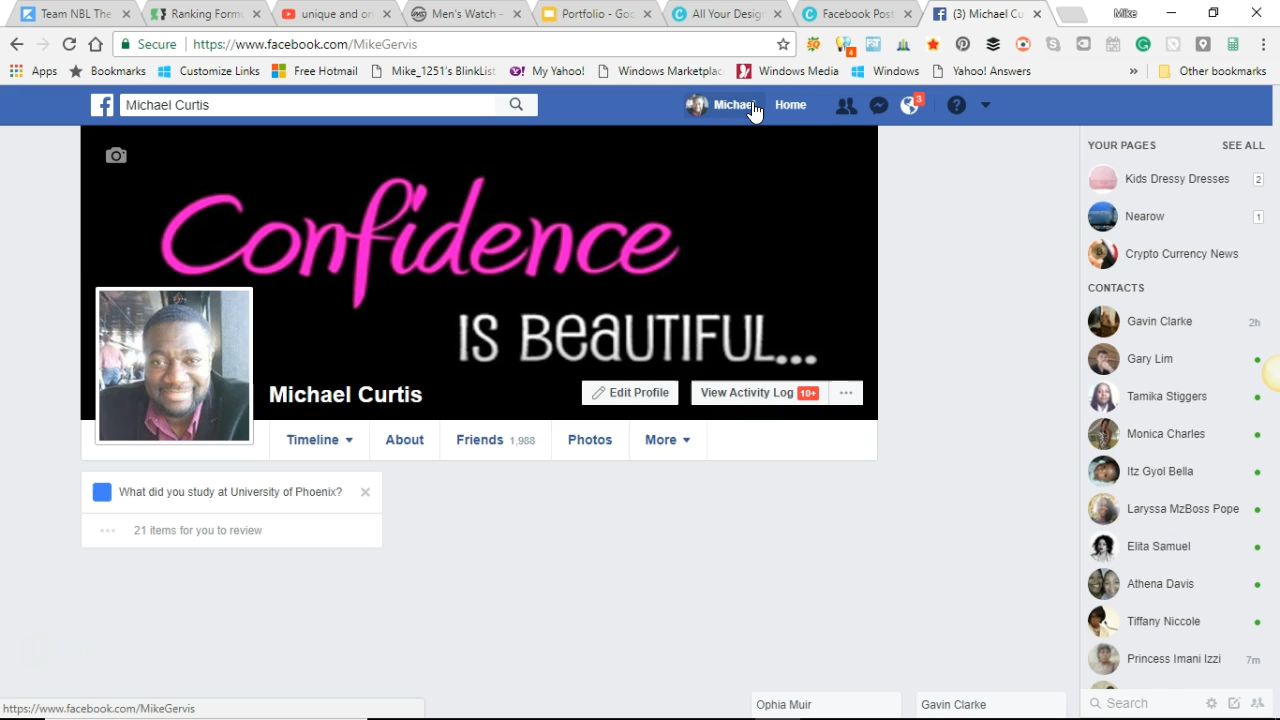 Team NBL The
Ranking Form
unique and or
Men's Watch -
Portfolio - Goo
All Your Design
Facebook Post
(3) Michael Cu
Mike
Secure
https://www.facebook.com/MikeGervis
4
Apps
Bookmarks
Customize Links
Free Hotmail
Mike_1251's BlinkList
My Yahoo!
Windows Marketplac
Windows Media
Windows
Yahoo! Answers
»
Other bookmarks
Michael Curtis
Michael
Home
3
Confidence
IS BEAUTIFUL...
Michael Curtis
Edit Profile
View Activity Log 10+
Timeline
About
Friends 1,988
Photos
More
What did you study at University of Phoenix?
21 items for you to review
YOUR PAGES
SEE ALL
Kids Dressy Dresses 2
Nearow 1
Crypto Currency News
CONTACTS
Gavin Clarke 2h
Gary Lim
Tamika Stiggers
Monica Charles
Itz Gyol Bella
Laryssa MzBoss Pope
Elita Samuel
Athena Davis
Tiffany Niccole
Princess Imani Izzi 7m
Search
Ophia Muir
Gavin Clarke
https://www.facebook.com/MikeGervis